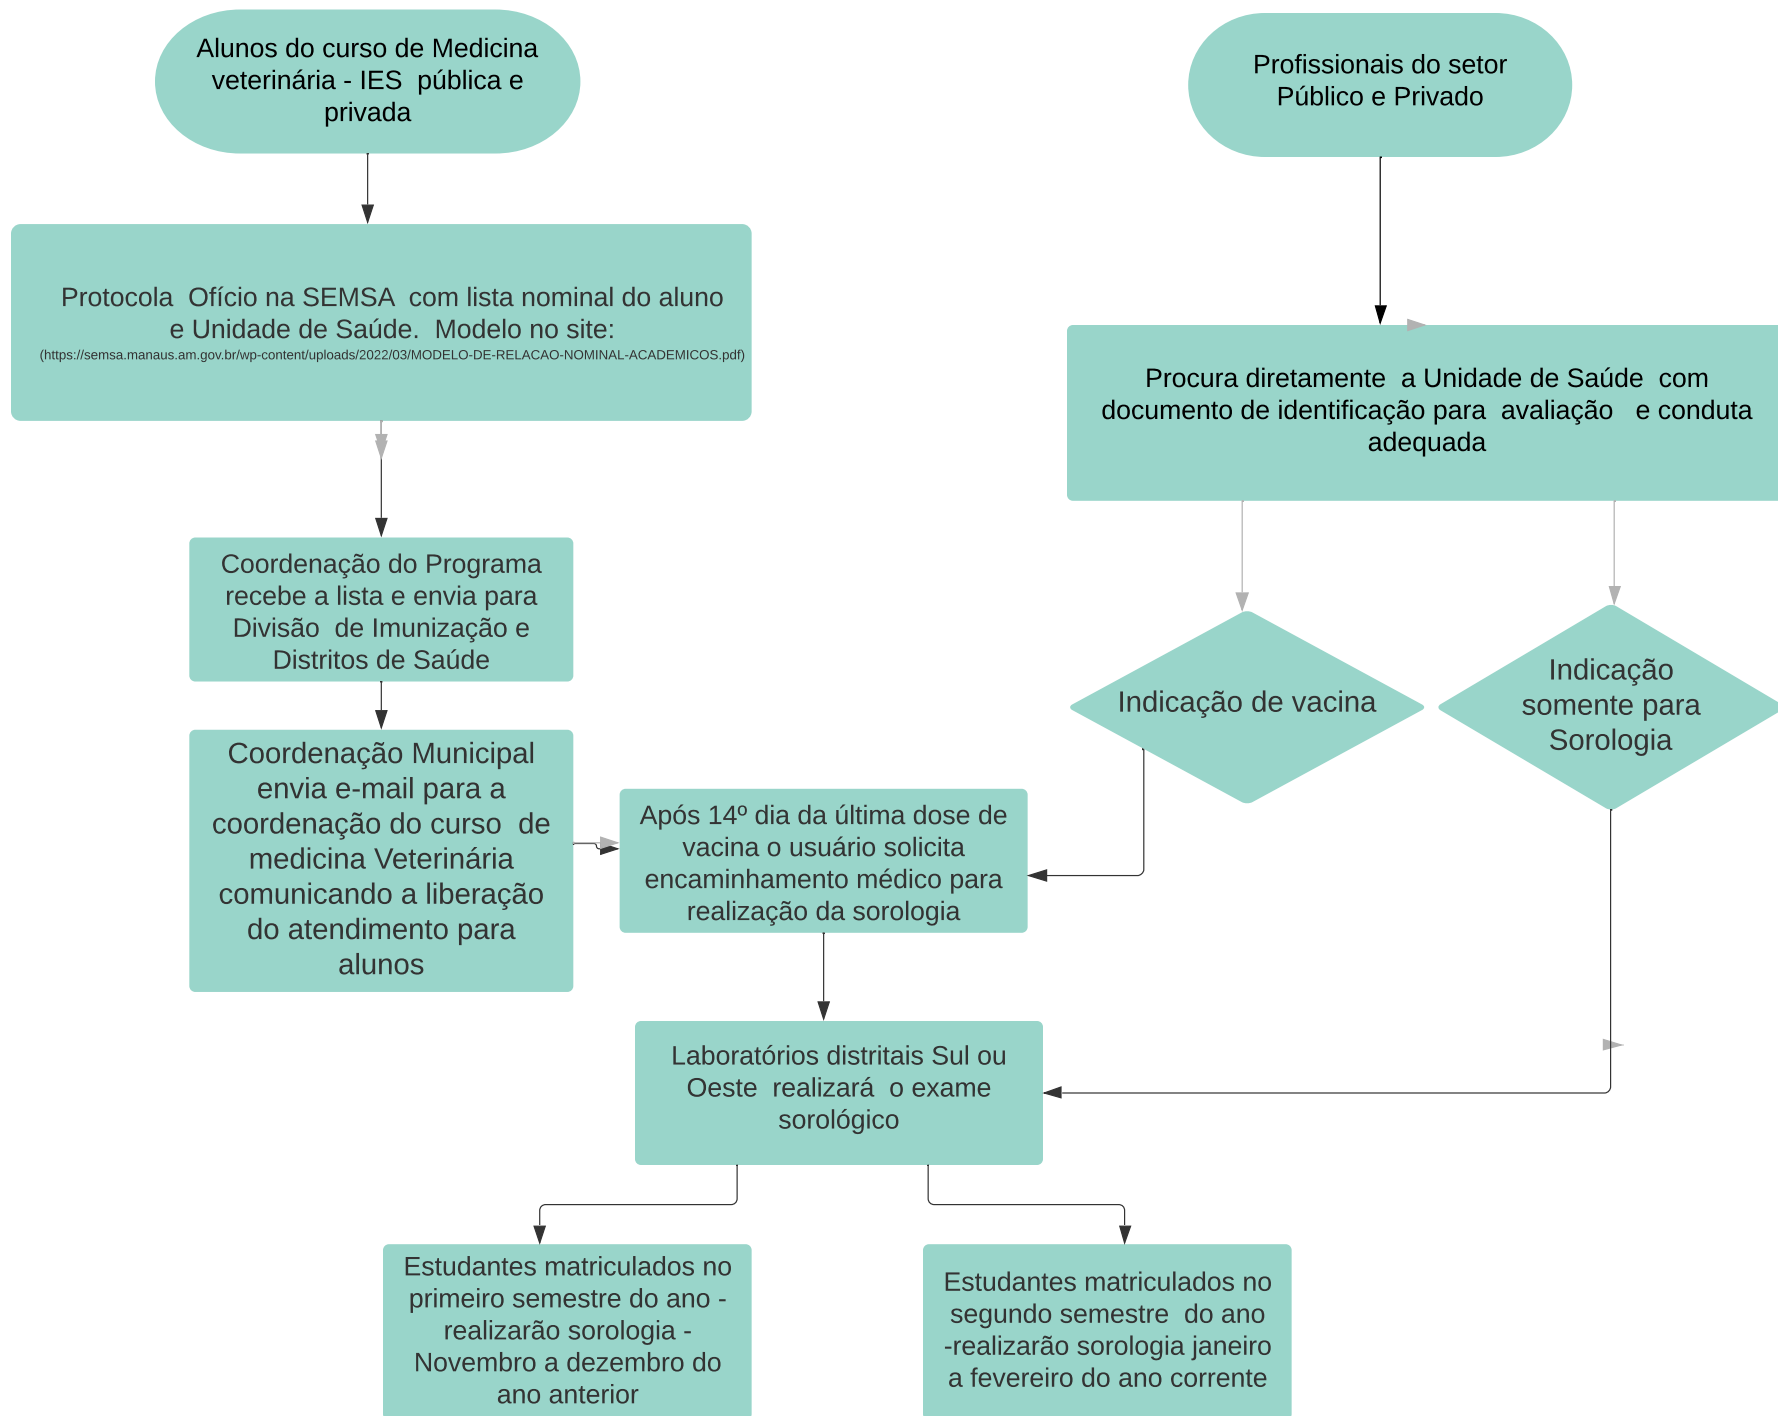 Alunos do curso de Medicina
veterinária - IES  pública e
privada
Profissionais do setor
Público e Privado
Protocola  Ofício na SEMSA  com lista nominal do aluno
e Unidade de Saúde.  Modelo no site:
(https://semsa.manaus.am.gov.br/wp-content/uploads/2022/03/MODELO-DE-RELACAO-NOMINAL-ACADEMICOS.pdf)
Procura diretamente  a Unidade de Saúde  com
documento de identificação para  avaliação   e conduta
adequada
Coordenação do Programa
recebe a lista e envia para
Divisão  de Imunização e
Distritos de Saúde
Indicação de vacina
Indicação
somente para
Sorologia
Coordenação Municipal
envia e-mail para a
coordenação do curso  de
medicina Veterinária
comunicando a liberação
do atendimento para
alunos
Após 14º dia da última dose de
vacina o usuário solicita
encaminhamento médico para
realização da sorologia
Laboratórios distritais Sul ou
Oeste  realizará  o exame
sorológico
Estudantes matriculados no
primeiro semestre do ano -
realizarão sorologia -
Novembro a dezembro do
ano anterior
Estudantes matriculados no
segundo semestre  do ano
-realizarão sorologia janeiro
a fevereiro do ano corrente